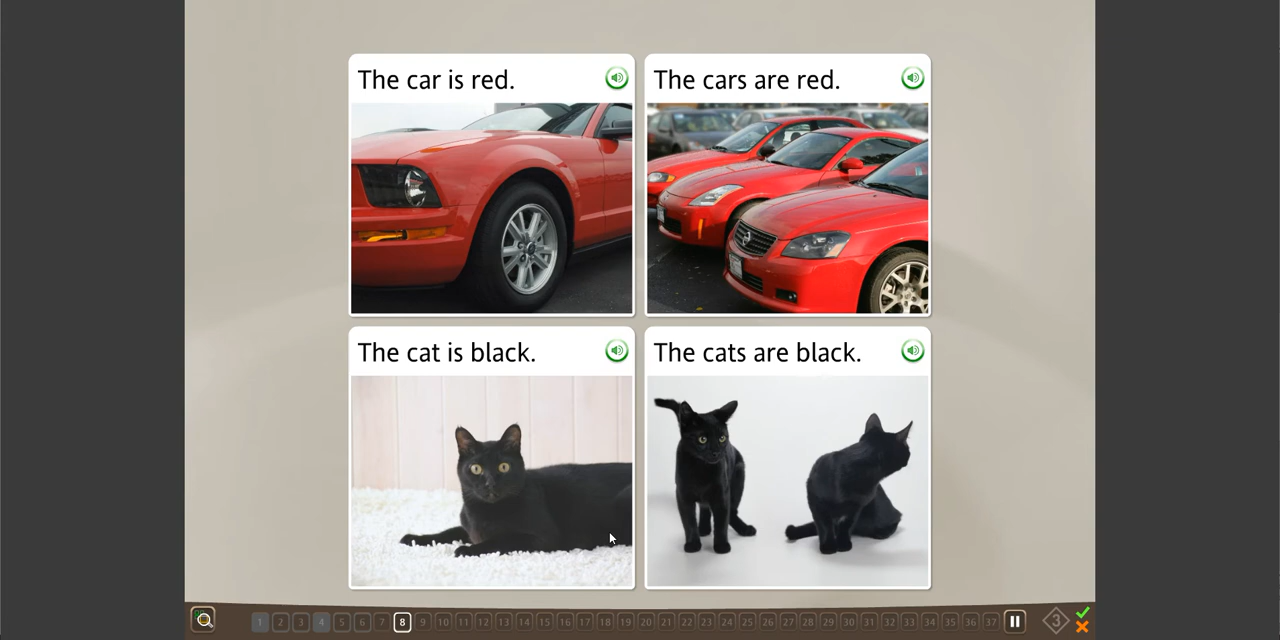 The car is red.
The cars are red.
The cat is black.
The cats are black.
1 2 3 4 5 6 7 8 9 10 11 12 13 14 15 16 17 18 19 20 21 22 23 24 25 26 27 28 29 30 31 32 33 34 35 36 37
3